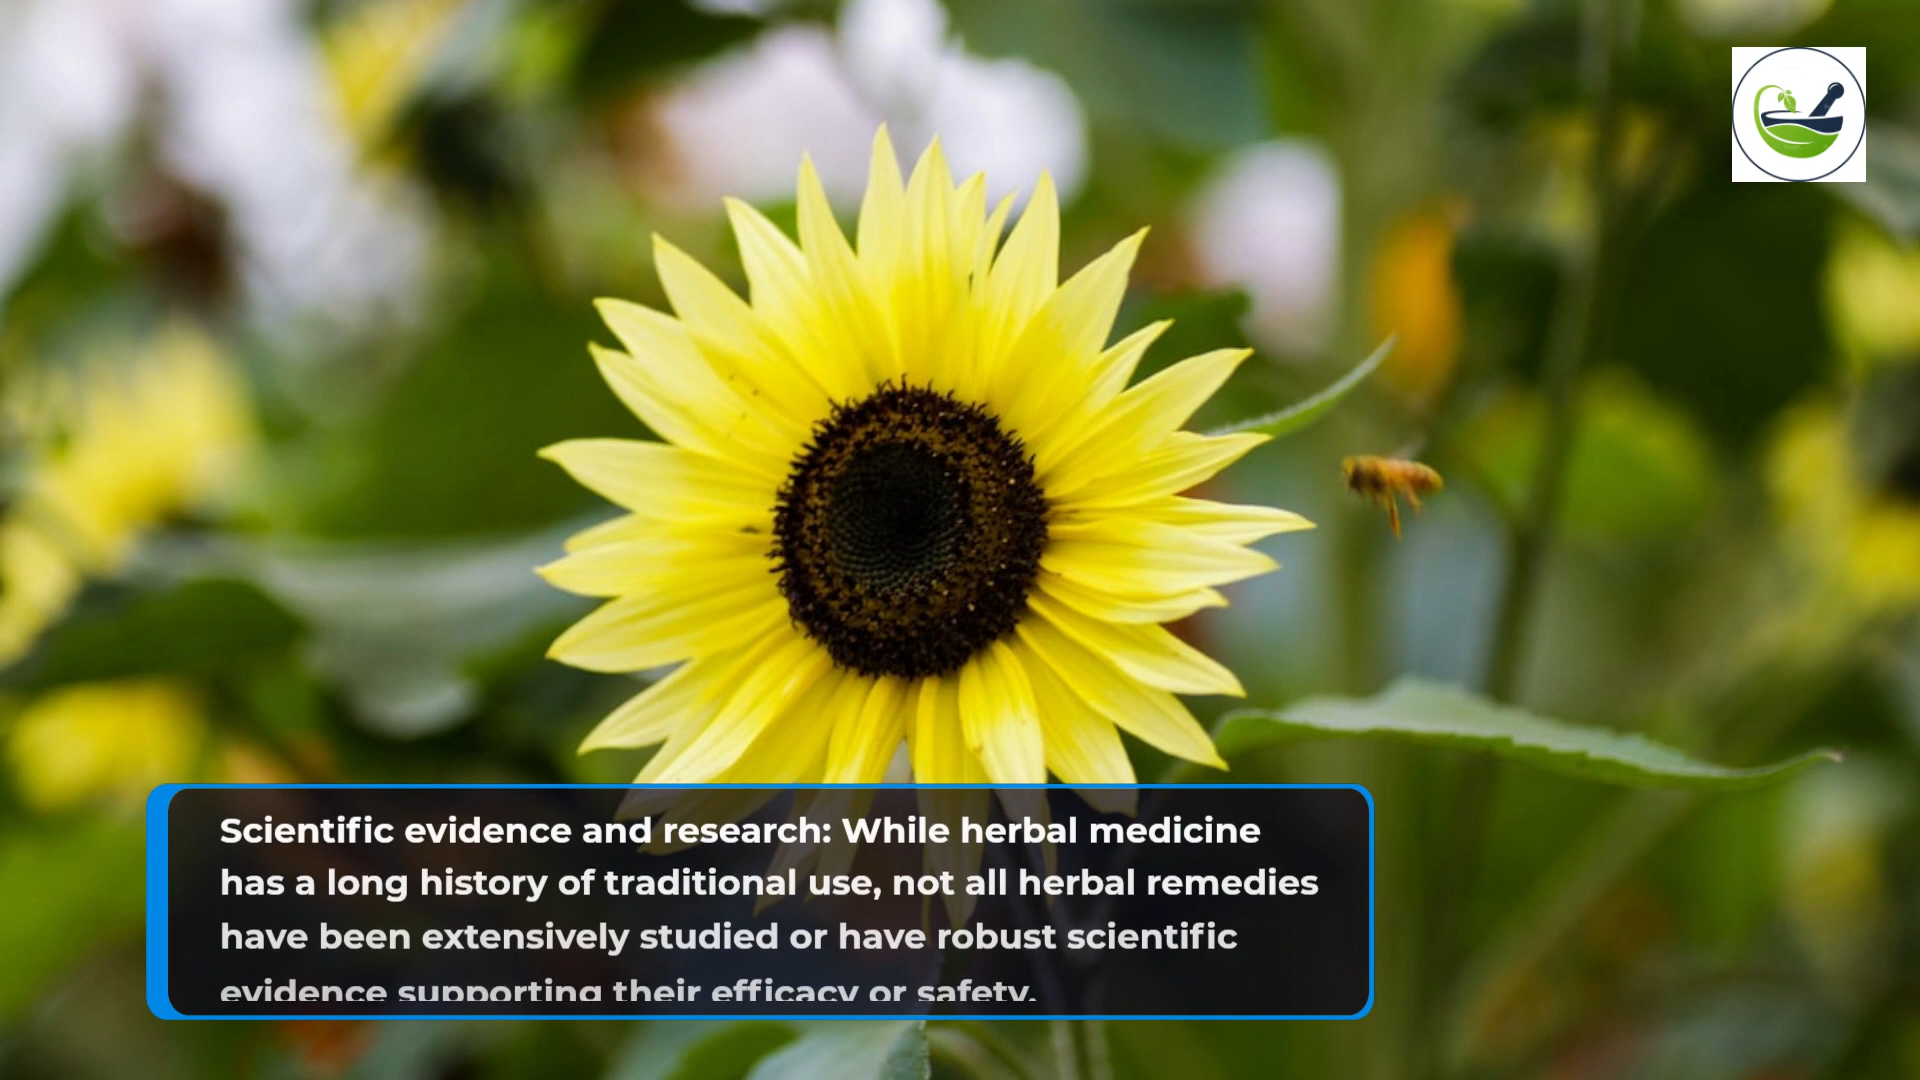 Scientific evidence and research: While herbal medicine
has a long history of traditional use, not all herbal remedies
have been extensively studied or have robust scientific
evidence supporting their efficacy or safety.